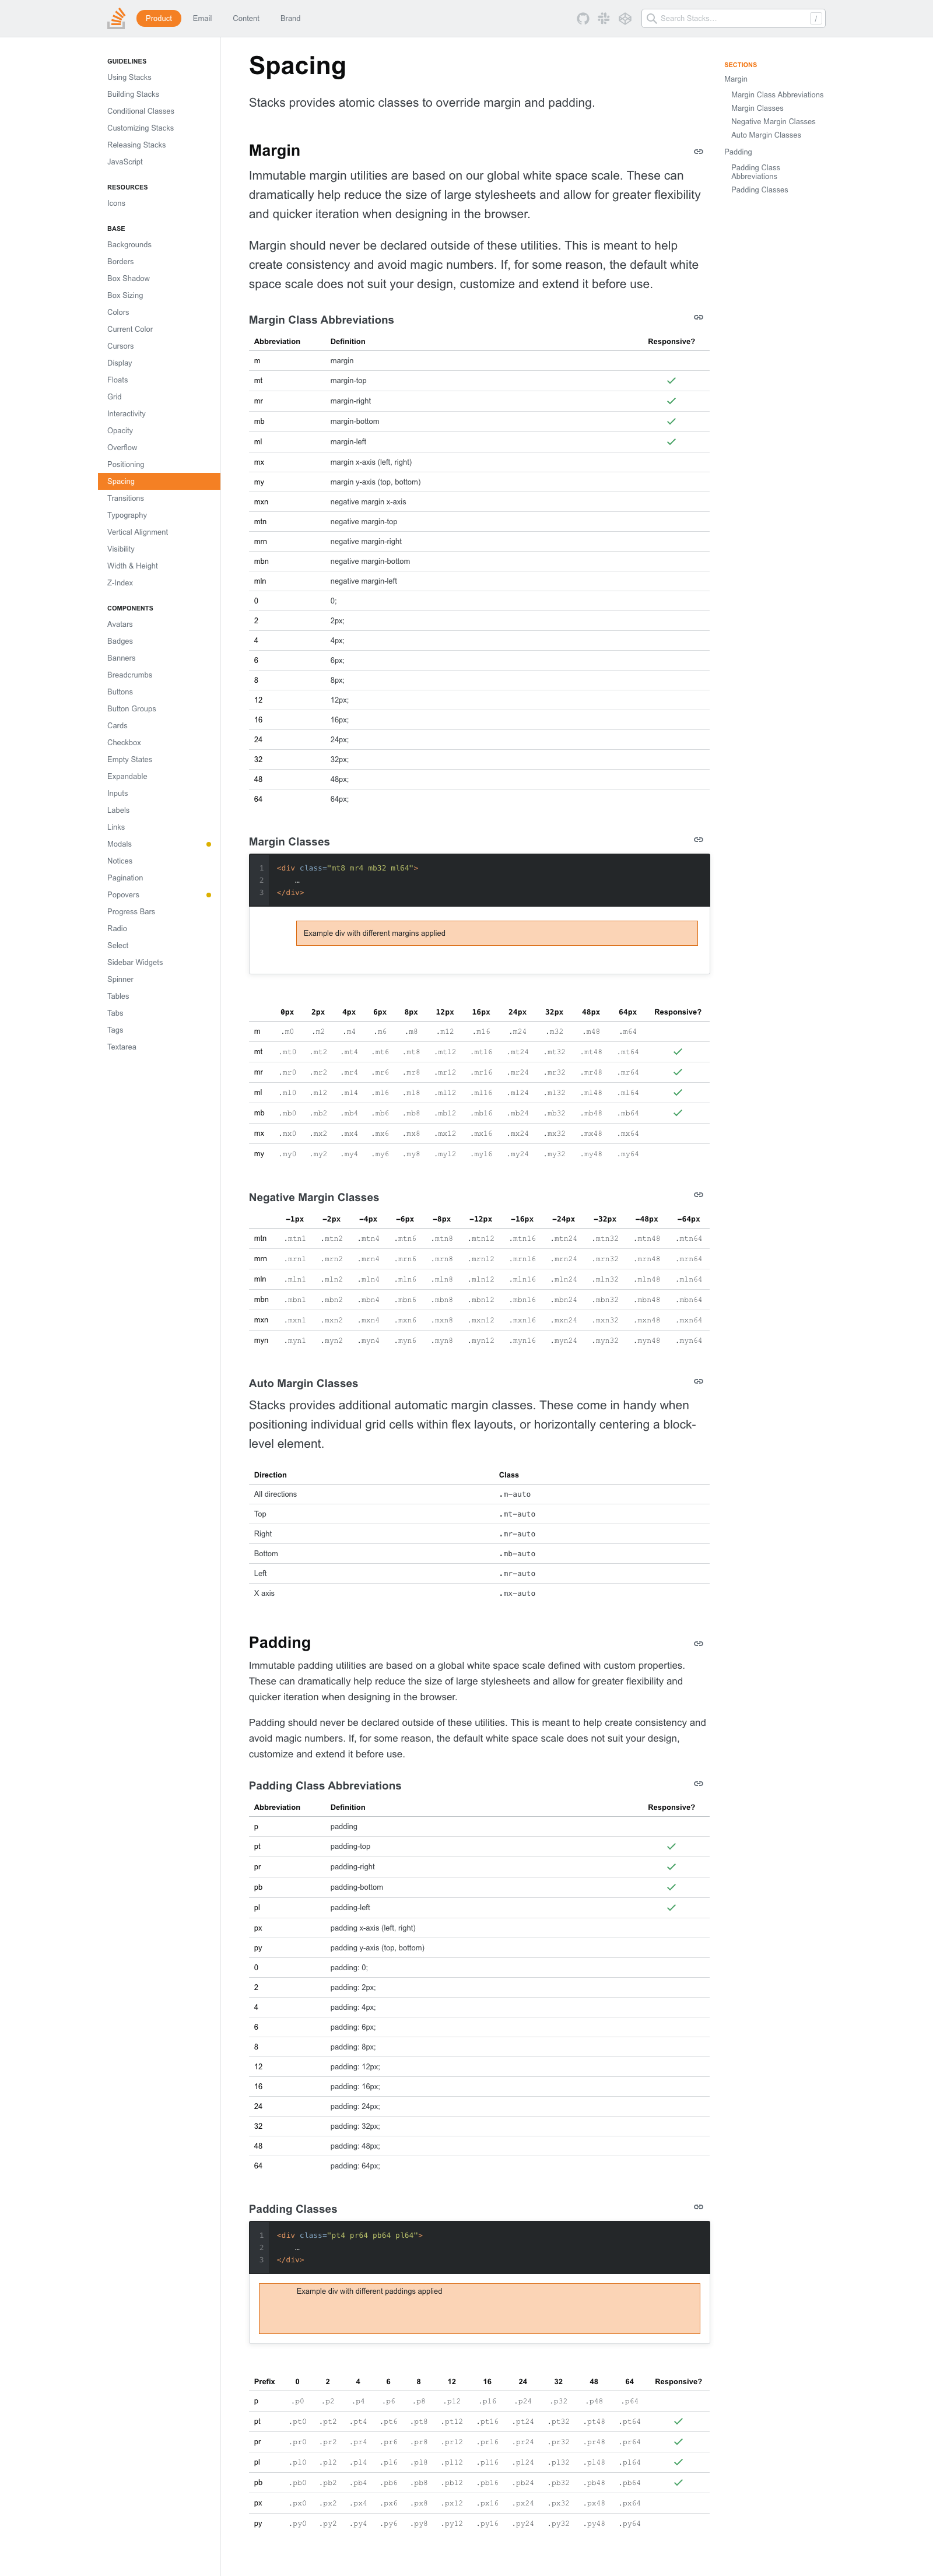 Product Email Content Brand
Search Stacks… /
GUIDELINES
Using Stacks
Building Stacks
Conditional Classes
Customizing Stacks
Releasing Stacks
JavaScript
RESOURCES
Icons
BASE
Backgrounds
Borders
Box Shadow
Box Sizing
Colors
Current Color
Cursors
Display
Floats
Grid
Interactivity
Opacity
Overflow
Positioning
Spacing
Transitions
Typography
Vertical Alignment
Visibility
Width & Height
Z-Index
COMPONENTS
Avatars
Badges
Banners
Breadcrumbs
Buttons
Button Groups
Cards
Checkbox
Empty States
Expandable
Inputs
Labels
Links
Modals
Notices
Pagination
Popovers
Progress Bars
Radio
Select
Sidebar Widgets
Spinner
Tables
Tabs
Tags
Textarea
Spacing
Stacks provides atomic classes to override margin and padding.
Margin
Immutable margin utilities are based on our global white space scale. These can
dramatically help reduce the size of large stylesheets and allow for greater flexibility
and quicker iteration when designing in the browser.
Margin should never be declared outside of these utilities. This is meant to help
create consistency and avoid magic numbers. If, for some reason, the default white
space scale does not suit your design, customize and extend it before use.
Margin Class Abbreviations
Abbreviation Definition Responsive?
m margin
mt margin-top
mr margin-right
mb margin-bottom
ml margin-left
mx margin x-axis (left, right)
my margin y-axis (top, bottom)
mxn negative margin x-axis
mtn negative margin-top
mrn negative margin-right
mbn negative margin-bottom
mln negative margin-left
0 0;
2 2px;
4 4px;
6 6px;
8 8px;
12 12px;
16 16px;
24 24px;
32 32px;
48 48px;
64 64px;
Margin Classes
1 <div class="mt8 mr4 mb32 ml64">
2 …
3 </div>
Example div with different margins applied
0px 2px 4px 6px 8px 12px 16px 24px 32px 48px 64px Responsive?
m .m0 .m2 .m4 .m6 .m8 .m12 .m16 .m24 .m32 .m48 .m64
mt .mt0 .mt2 .mt4 .mt6 .mt8 .mt12 .mt16 .mt24 .mt32 .mt48 .mt64
mr .mr0 .mr2 .mr4 .mr6 .mr8 .mr12 .mr16 .mr24 .mr32 .mr48 .mr64
ml .ml0 .ml2 .ml4 .ml6 .ml8 .ml12 .ml16 .ml24 .ml32 .ml48 .ml64
mb .mb0 .mb2 .mb4 .mb6 .mb8 .mb12 .mb16 .mb24 .mb32 .mb48 .mb64
mx .mx0 .mx2 .mx4 .mx6 .mx8 .mx12 .mx16 .mx24 .mx32 .mx48 .mx64
my .my0 .my2 .my4 .my6 .my8 .my12 .my16 .my24 .my32 .my48 .my64
Negative Margin Classes
−1px −2px −4px −6px −8px −12px −16px −24px −32px −48px −64px
mtn .mtn1 .mtn2 .mtn4 .mtn6 .mtn8 .mtn12 .mtn16 .mtn24 .mtn32 .mtn48 .mtn64
mrn .mrn1 .mrn2 .mrn4 .mrn6 .mrn8 .mrn12 .mrn16 .mrn24 .mrn32 .mrn48 .mrn64
mln .mln1 .mln2 .mln4 .mln6 .mln8 .mln12 .mln16 .mln24 .mln32 .mln48 .mln64
mbn .mbn1 .mbn2 .mbn4 .mbn6 .mbn8 .mbn12 .mbn16 .mbn24 .mbn32 .mbn48 .mbn64
mxn .mxn1 .mxn2 .mxn4 .mxn6 .mxn8 .mxn12 .mxn16 .mxn24 .mxn32 .mxn48 .mxn64
myn .myn1 .myn2 .myn4 .myn6 .myn8 .myn12 .myn16 .myn24 .myn32 .myn48 .myn64
Auto Margin Classes
Stacks provides additional automatic margin classes. These come in handy when
positioning individual grid cells within flex layouts, or horizontally centering a block-
level element.
Direction Class
All directions .m-auto
Top .mt-auto
Right .mr-auto
Bottom .mb-auto
Left .mr-auto
X axis .mx-auto
Padding
Immutable padding utilities are based on a global white space scale defined with custom properties.
These can dramatically help reduce the size of large stylesheets and allow for greater flexibility and
quicker iteration when designing in the browser.
Padding should never be declared outside of these utilities. This is meant to help create consistency and
avoid magic numbers. If, for some reason, the default white space scale does not suit your design,
customize and extend it before use.
Padding Class Abbreviations
Abbreviation Definition Responsive?
p padding
pt padding-top
pr padding-right
pb padding-bottom
pl padding-left
px padding x-axis (left, right)
py padding y-axis (top, bottom)
0 padding: 0;
2 padding: 2px;
4 padding: 4px;
6 padding: 6px;
8 padding: 8px;
12 padding: 12px;
16 padding: 16px;
24 padding: 24px;
32 padding: 32px;
48 padding: 48px;
64 padding: 64px;
Padding Classes
1 <div class="pt4 pr64 pb64 pl64">
2 …
3 </div>
Example div with different paddings applied
Prefix 0 2 4 6 8 12 16 24 32 48 64 Responsive?
p .p0 .p2 .p4 .p6 .p8 .p12 .p16 .p24 .p32 .p48 .p64
pt .pt0 .pt2 .pt4 .pt6 .pt8 .pt12 .pt16 .pt24 .pt32 .pt48 .pt64
pr .pr0 .pr2 .pr4 .pr6 .pr8 .pr12 .pr16 .pr24 .pr32 .pr48 .pr64
pl .pl0 .pl2 .pl4 .pl6 .pl8 .pl12 .pl16 .pl24 .pl32 .pl48 .pl64
pb .pb0 .pb2 .pb4 .pb6 .pb8 .pb12 .pb16 .pb24 .pb32 .pb48 .pb64
px .px0 .px2 .px4 .px6 .px8 .px12 .px16 .px24 .px32 .px48 .px64
py .py0 .py2 .py4 .py6 .py8 .py12 .py16 .py24 .py32 .py48 .py64
SECTIONS
Margin
Margin Class Abbreviations
Margin Classes
Negative Margin Classes
Auto Margin Classes
Padding
Padding Class
Abbreviations
Padding Classes